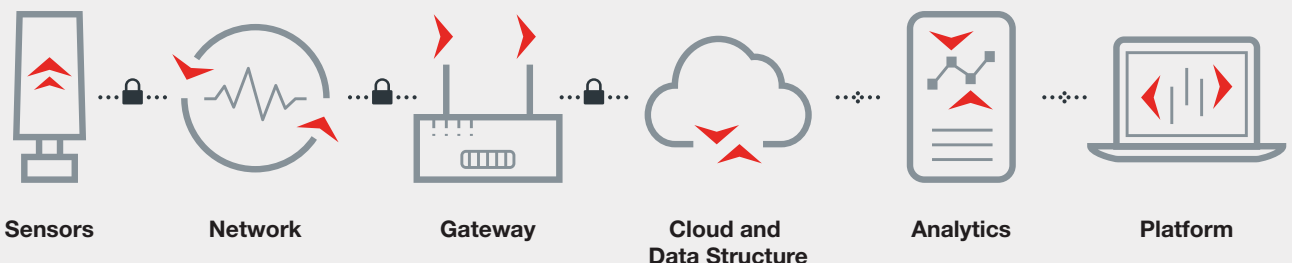 Sensors
Network
Gateway
Cloud and
Data Structure
Analytics
Platform